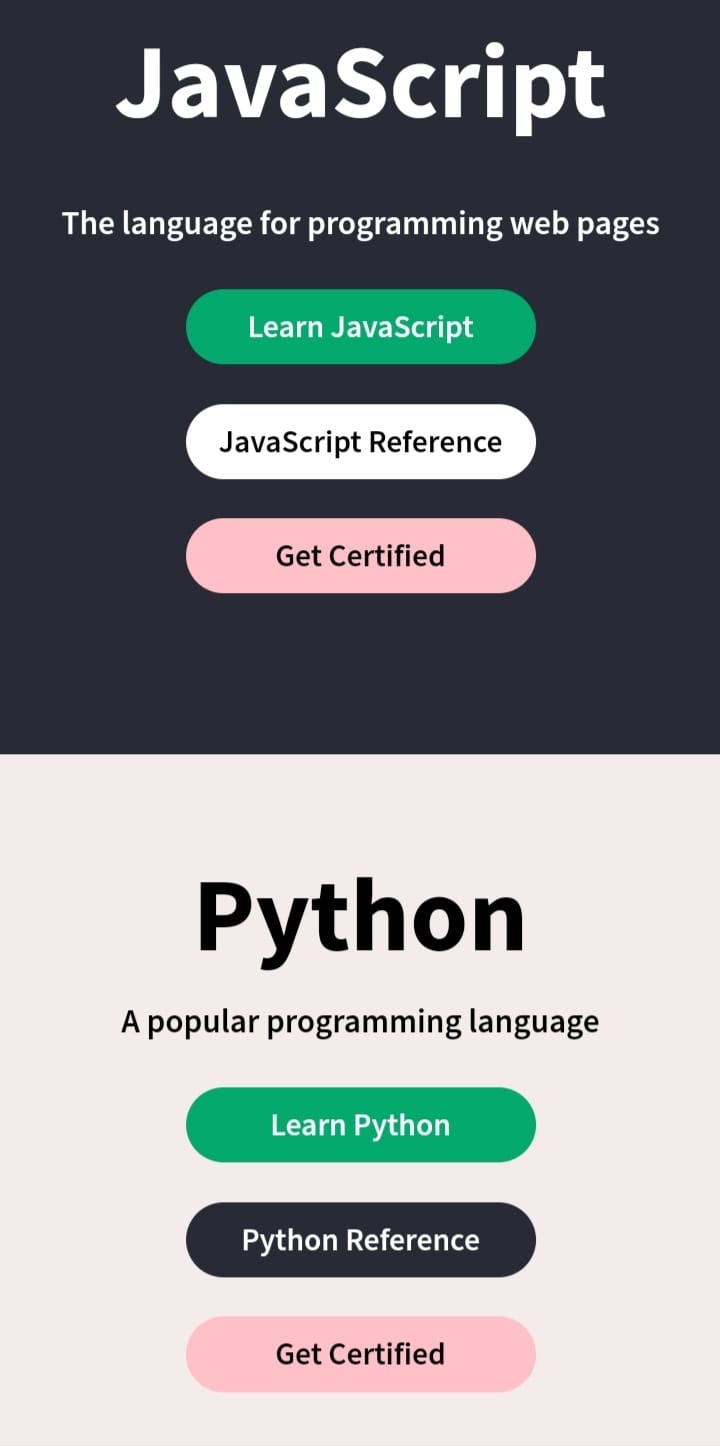 JavaScript
The language for programming web pages
Learn JavaScript
JavaScript Reference
Get Certified
Python
A popular programming language
Learn Python
Python Reference
Get Certified